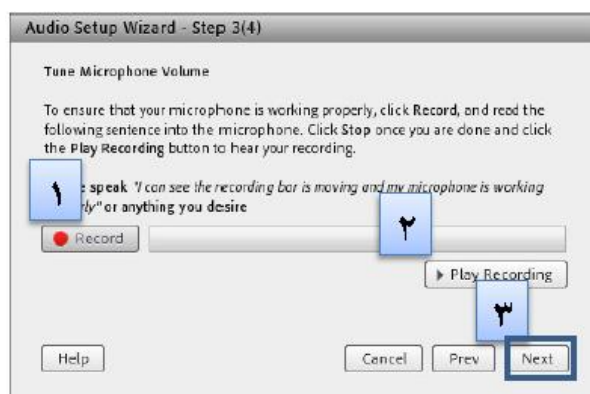 Audio Setup Wizard - Step 3(4)
Tune Microphone Volume
To ensure that your microphone is working properly, click Record, and read the
following sentence into the microphone. Click Stop once you are done and click
the Play Recording button to hear your recording.
۱
speak "I can see the recording bar is moving and my microphone is working
or anything you desire
۲
Record
Play Recording
۳
Help
Cancel
Prev
Next